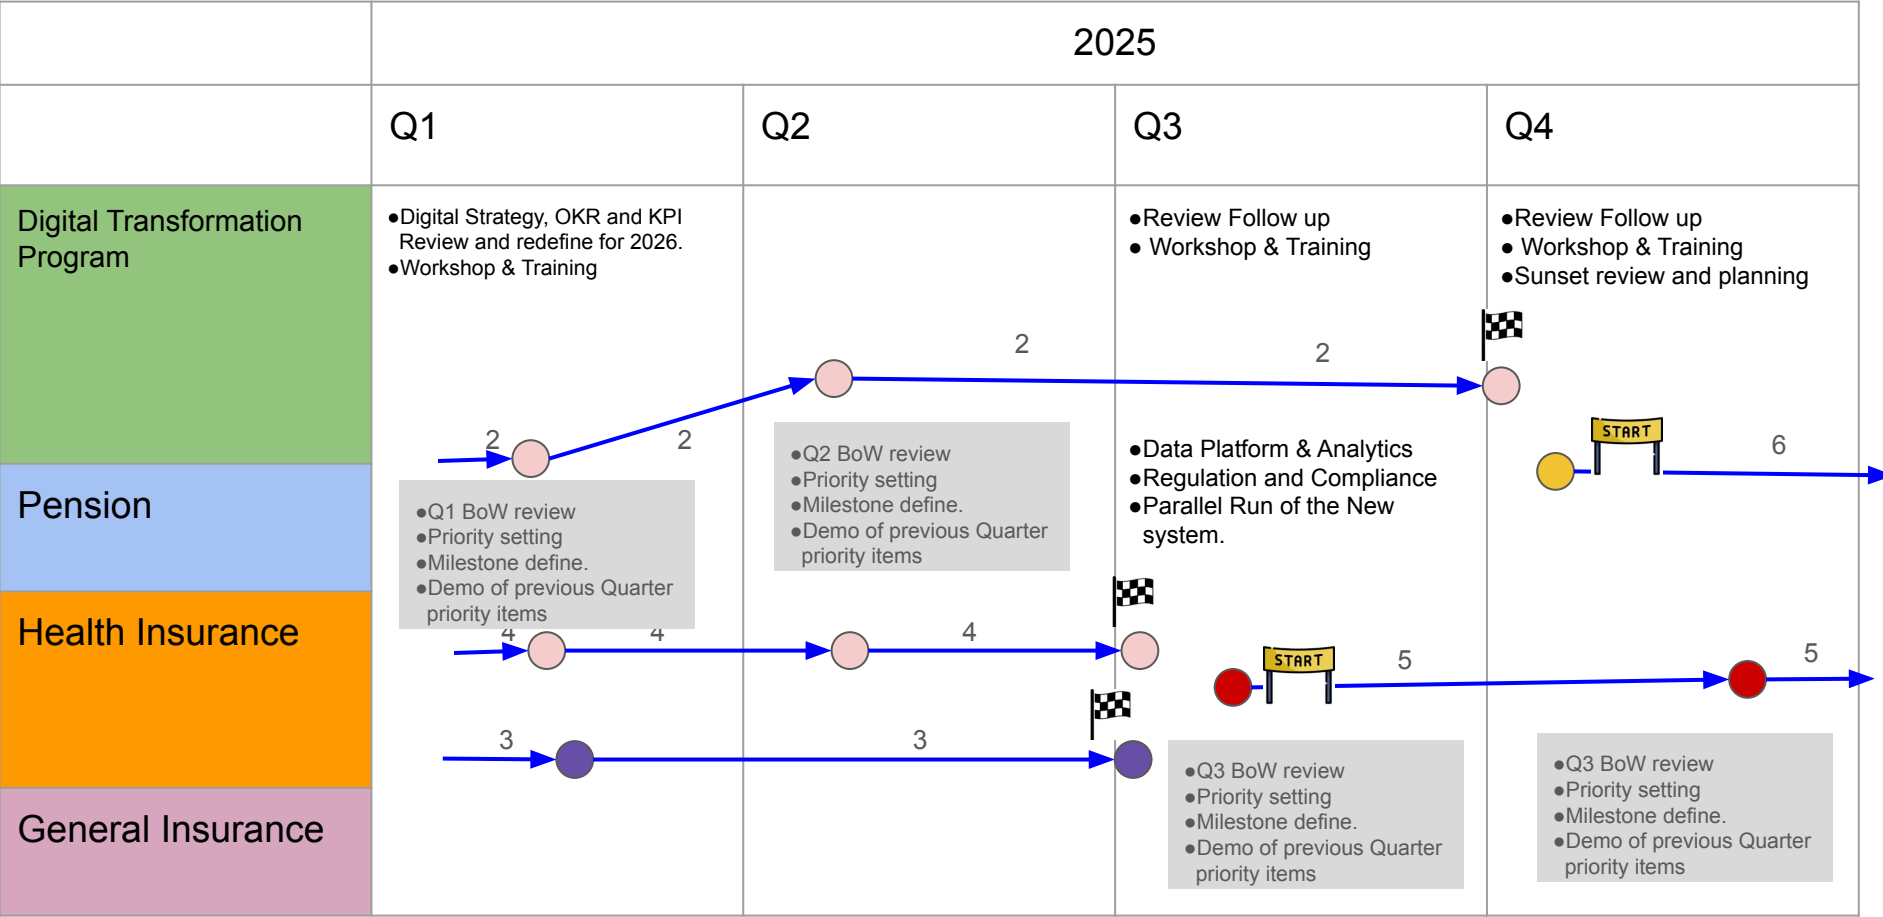 2025
Q1
Q2
Q3
Q4
Digital Transformation
Program
●Digital Strategy, OKR and KPI
Review and redefine for 2026.
●Workshop & Training
●Review Follow up
● Workshop & Training
●Review Follow up
● Workshop & Training
●Sunset review and planning
2
2
2
2
START
6
Pension
●Q1 BoW review
●Priority setting
●Milestone define.
●Demo of previous Quarter
priority items
●Q2 BoW review
●Priority setting
●Milestone define.
●Demo of previous Quarter
priority items
●Data Platform & Analytics
●Regulation and Compliance
●Parallel Run of the New
system.
Health Insurance
4
4
4
START
5
5
3
3
General Insurance
●Q3 BoW review
●Priority setting
●Milestone define.
●Demo of previous Quarter
priority items
●Q3 BoW review
●Priority setting
●Milestone define.
●Demo of previous Quarter
priority items